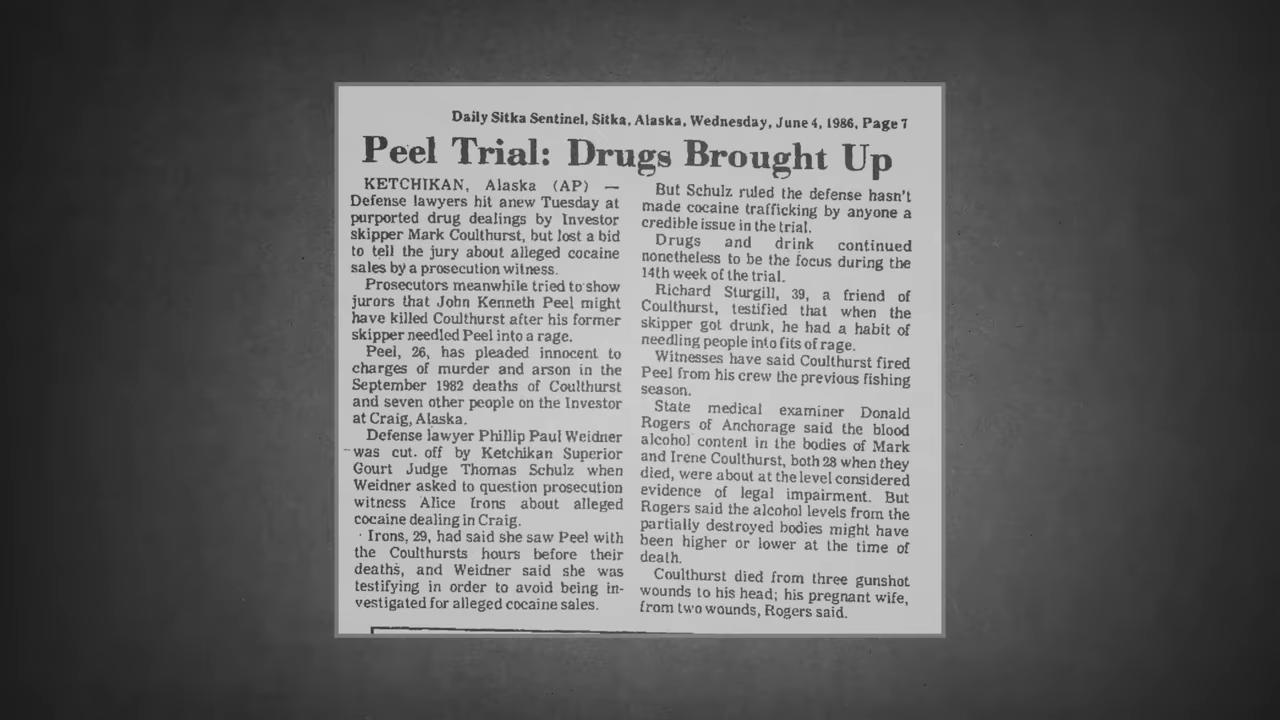 Daily Sitka Sentinel, Sitka, Alaska, Wednesday, June 4, 1986, Page 7
Peel Trial: Drugs Brought Up
KETCHIKAN, Alaska (AP) —
Defense lawyers hit anew Tuesday at
purported drug dealings by Investor
skipper Mark Coulthurst, but lost a bid
to tell the jury about alleged cocaine
sales by a prosecution witness.
Prosecutors meanwhile tried to show
jurors that John Kenneth Peel might
have killed Coulthurst after his former
skipper needled Peel into a rage.
Peel, 26, has pleaded innocent to
charges of murder and arson in the
September 1982 deaths of Coulthurst
and seven other people on the Investor
at Craig, Alaska.
Defense lawyer Phillip Paul Weidner
was cut. off by Ketchikan Superior
Court Judge Thomas Schulz when
Weidner asked to question prosecution
witness Alice Irons about alleged
cocaine dealing in Craig.
Irons, 29, had said she saw Peel with
the Coulthursts hours before their
deaths, and Weidner said she was
testifying in order to avoid being in-
vestigated for alleged cocaine sales.
But Schulz ruled the defense hasn't
made cocaine trafficking by anyone a
credible issue in the trial.
Drugs and drink continued
nonetheless to be the focus during the
14th week of the trial.
Richard Sturgill, 39, a friend of
Coulthurst, testified that when the
skipper got drunk, he had a habit of
needling people into fits of rage.
Witnesses have said Coulthurst fired
Peel from his crew the previous fishing
season.
State medical examiner Donald
Rogers of Anchorage said the blood
alcohol content in the bodies of Mark
and Irene Coulthurst, both 28 when they
died, were about at the level considered
evidence of legal impairment. But
Rogers said the alcohol levels from the
partially destroyed bodies might have
been higher or lower at the time of
death.
Coulthurst died from three gunshot
wounds to his head; his pregnant wife,
from two wounds, Rogers said.